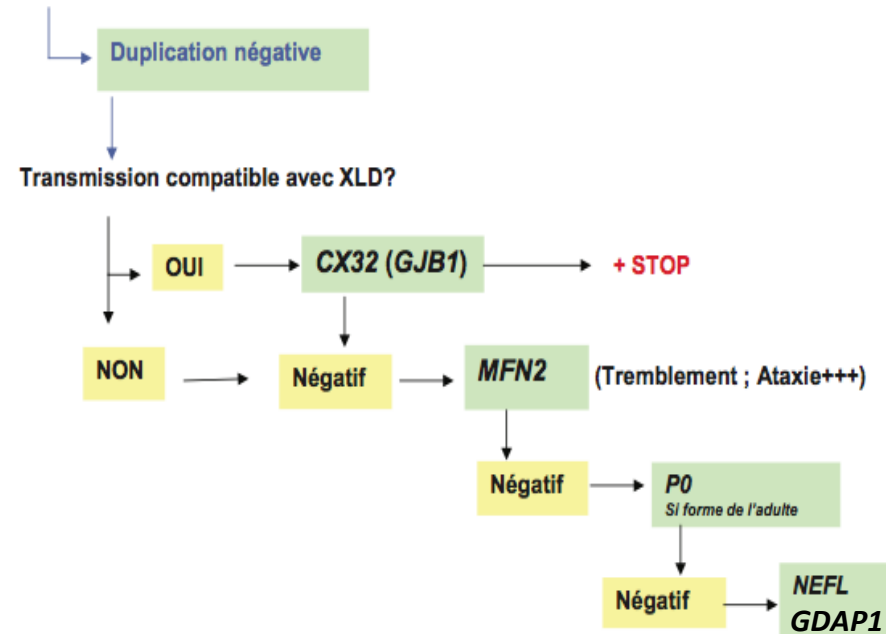 Duplication négative
Transmission compatible avec XLD?
OUI
CX32 (GJB1)
+ STOP
NON
Négatif
MFN2
(Tremblement ; Ataxie+++)
Négatif
P0
Si forme de l'adulte
Négatif
NEFL
GDAP1